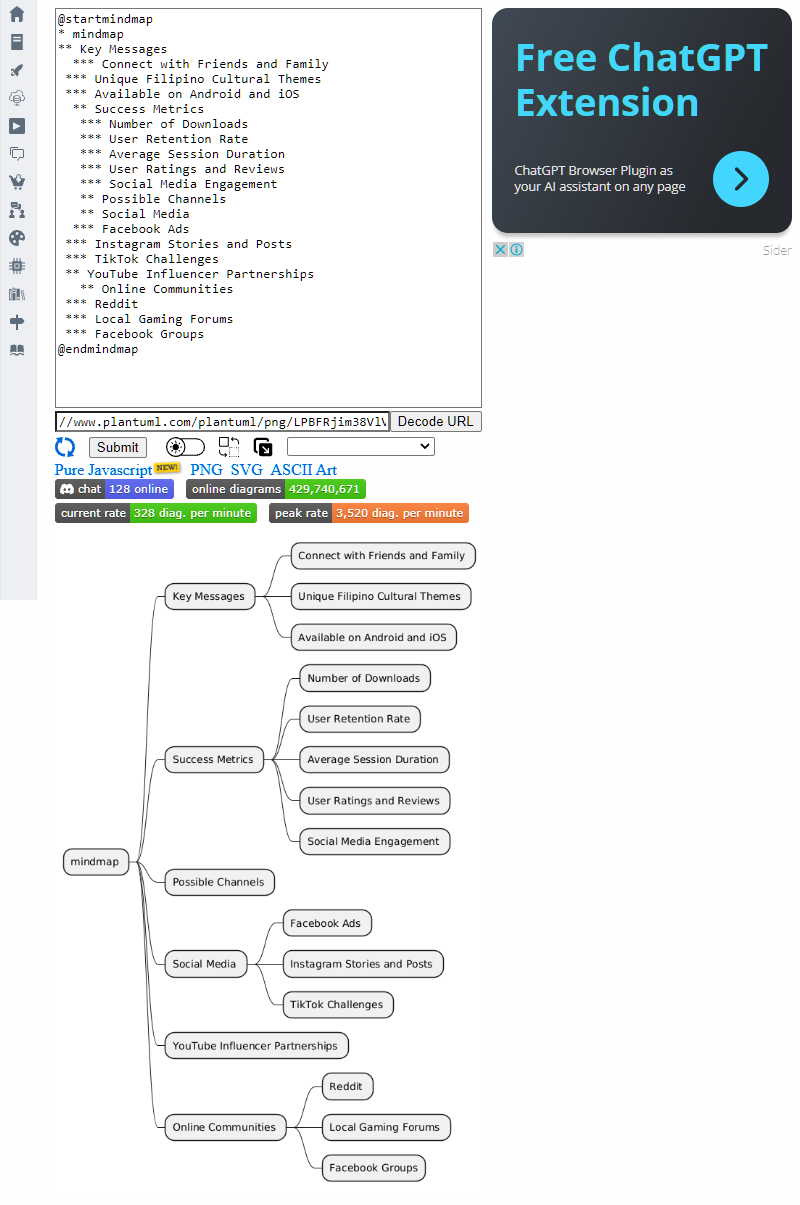 @startmindmap
* mindmap
** Key Messages
*** Connect with Friends and Family
*** Unique Filipino Cultural Themes
*** Available on Android and iOS
** Success Metrics
*** Number of Downloads
*** User Retention Rate
*** Average Session Duration
*** User Ratings and Reviews
*** Social Media Engagement
** Possible Channels
** Social Media
*** Facebook Ads
*** Instagram Stories and Posts
*** TikTok Challenges
** YouTube Influencer Partnerships
** Online Communities
*** Reddit
*** Local Gaming Forums
*** Facebook Groups
@endmindmap
Free ChatGPT
Extension
ChatGPT Browser Plugin as
your AI assistant on any page
Sider
//www.plantuml.com/plantuml/png/LPBFRjim38VlV Decode URL
Submit
Pure Javascript NEW! PNG SVG ASCII Art
chat 128 online online diagrams 429,740,671
current rate 328 diag. per minute peak rate 3,520 diag. per minute
mindmap
Key Messages
Connect with Friends and Family
Unique Filipino Cultural Themes
Available on Android and iOS
Success Metrics
Number of Downloads
User Retention Rate
Average Session Duration
User Ratings and Reviews
Social Media Engagement
Possible Channels
Social Media
Facebook Ads
Instagram Stories and Posts
TikTok Challenges
YouTube Influencer Partnerships
Online Communities
Reddit
Local Gaming Forums
Facebook Groups